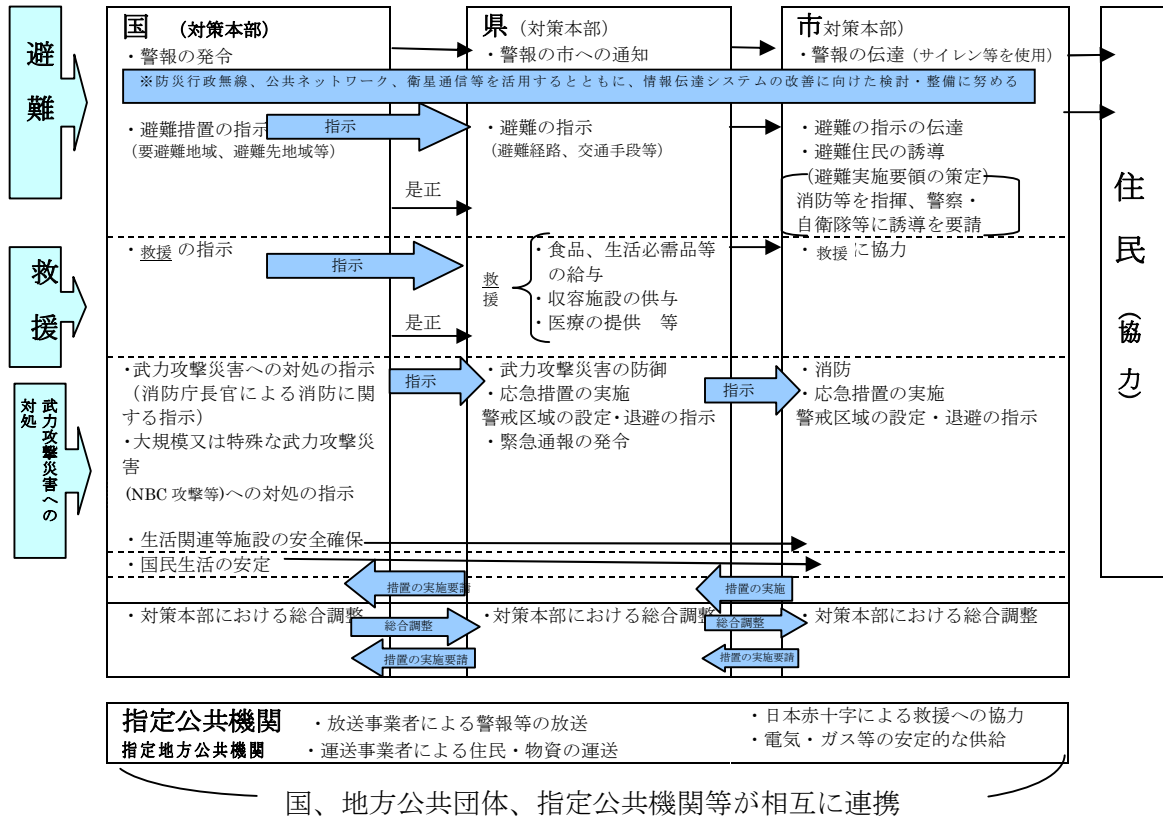 避難
国 (対策本部)
・警報の発令
県 (対策本部)
・警報の市への通知
市 対策本部)
・警報の伝達（サイレン等を使用）
※防災行政無線、公共ネットワーク、衛星通信等を活用するとともに、情報伝達システムの改善に向けた検討・整備に努める
・避難措置の指示
(要避難地域、避難先地域等)
指示
・避難の指示
(避難経路、交通手段等)
・避難の指示の伝達
・避難住民の誘導
(避難実施要領の策定)
消防等を指揮、警察・
自衛隊等に誘導を要請
是正
住民（協力）
救援
・救援の指示
指示
救援
・食品、生活必需品等
の給与
・収容施設の供与
・医療の提供 等
・救援に協力
是正
武力攻撃災害への
対処
・武力攻撃災害への対処の指示
（消防庁長官による消防に関
する指示）
・大規模又は特殊な武力攻撃災
害
(NBC 攻撃等)への対処の指示
指示
・武力攻撃災害の防御
・応急措置の実施
警戒区域の設定・退避の指示
・緊急通報の発令
指示
・消防
・応急措置の実施
警戒区域の設定・退避の指示
・生活関連等施設の安全確保
・国民生活の安定
措置の実施要請
措置の実施
・対策本部における総合調整
総合調整
・対策本部における総合調整
総合調整
・対策本部における総合調整
措置の実施要請
措置の実施要請
指定公共機関
指定地方公共機関
・放送事業者による警報等の放送
・運送事業者による住民・物資の運送
・日本赤十字による救援への協力
・電気・ガス等の安定的な供給
国、地方公共団体、指定公共機関等が相互に連携